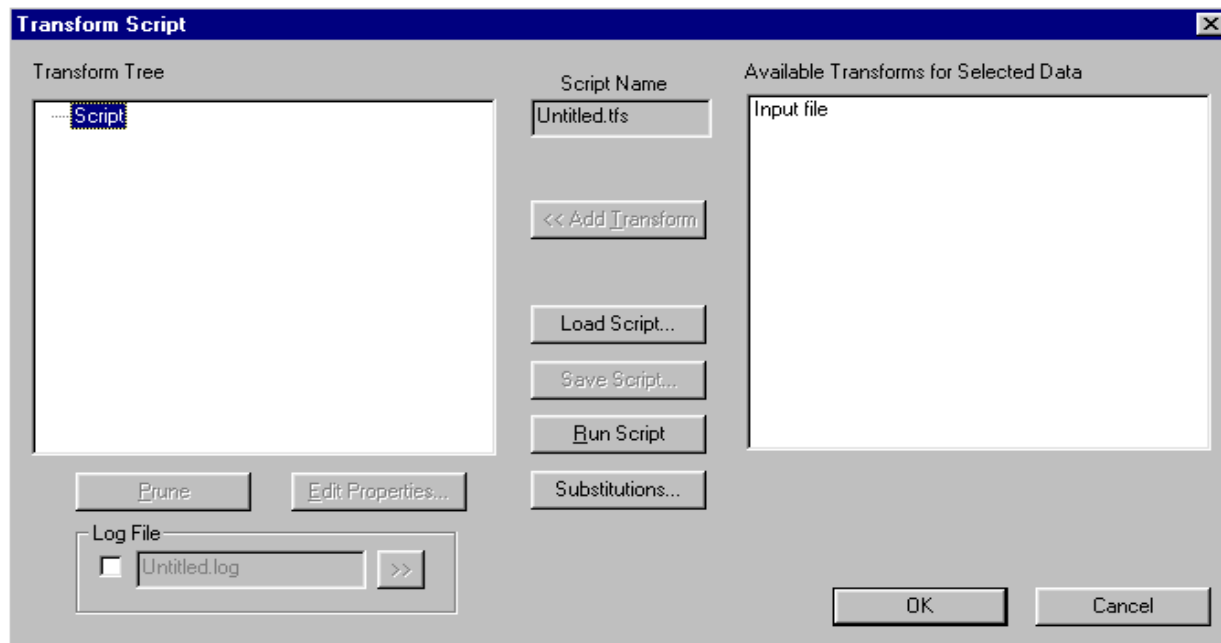 Transform Script
Transform Tree
Script
Script Name
Untitled.tfs
<< Add Transform
Load Script...
Save Script...
Run Script
Substitutions...
Available Transforms for Selected Data
Input file
Prune
Edit Properties...
Log File
Untitled.log
>>
OK
Cancel